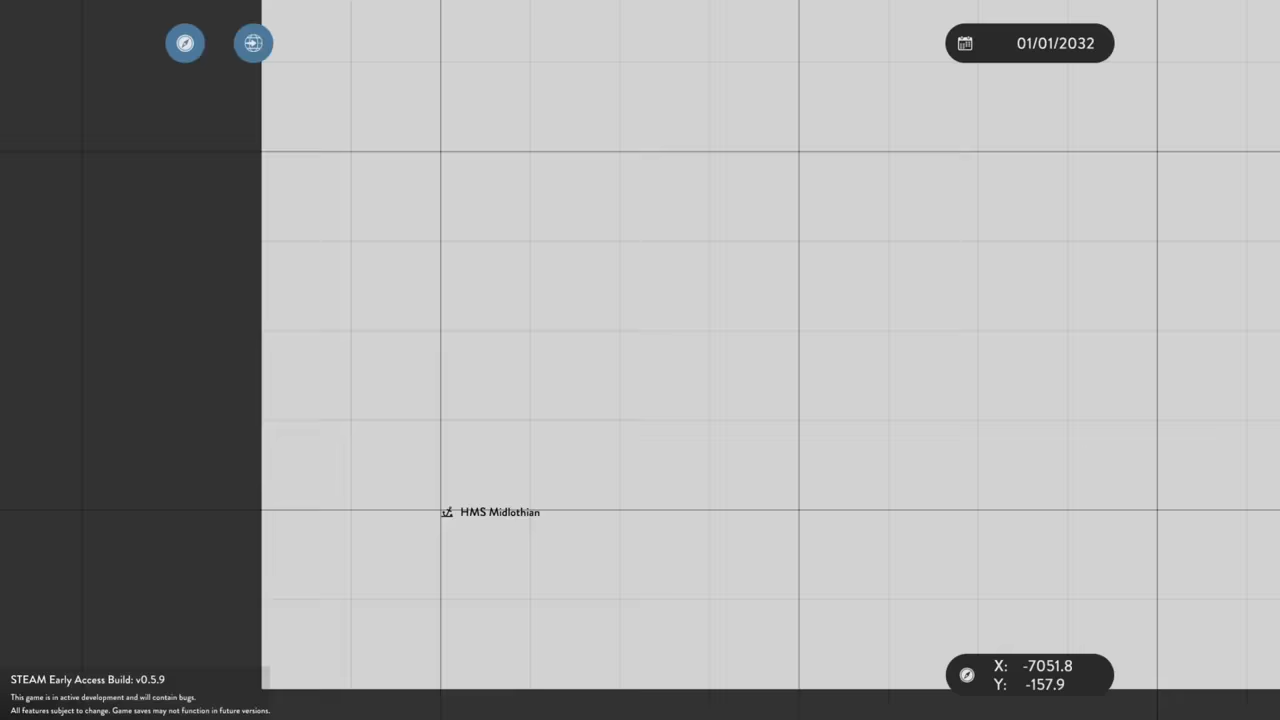 01/01/2032
HMS Midlothian
X: -7051.8
Y: -157.9
STEAM Early Access Build: v0.5.9
This game is in active development and will contain bugs.
All features subject to change. Game saves may not function in future versions.